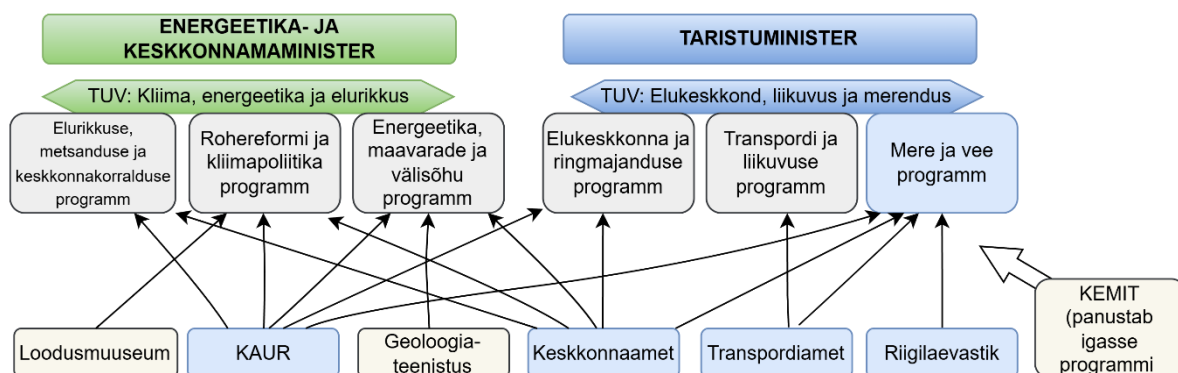 ENERGEETIKA- JA
KESKKONNAMAMINISTER
TARISTUMINISTER
TUV: Kliima, energeetika ja elurikkus
TUV: Elukeskkond, liikuvus ja merendus
Elurikkuse,
metsanduse ja
keskkonnakorralduse
programm
Rohereformi ja
kliimapoliitika
programm
Energeetika,
maavarade ja
välisõhu
programm
Elukeskkonna ja
ringmajanduse
programm
Transpordi ja
liikuvuse
programm
Mere ja vee
programm
Loodusmuuseum
KAUR
Geoloogia-
teenistus
Keskkonnaamet
Transpordiamet
Riigilaevastik
KEMIT
(panustab
igasse
programmi